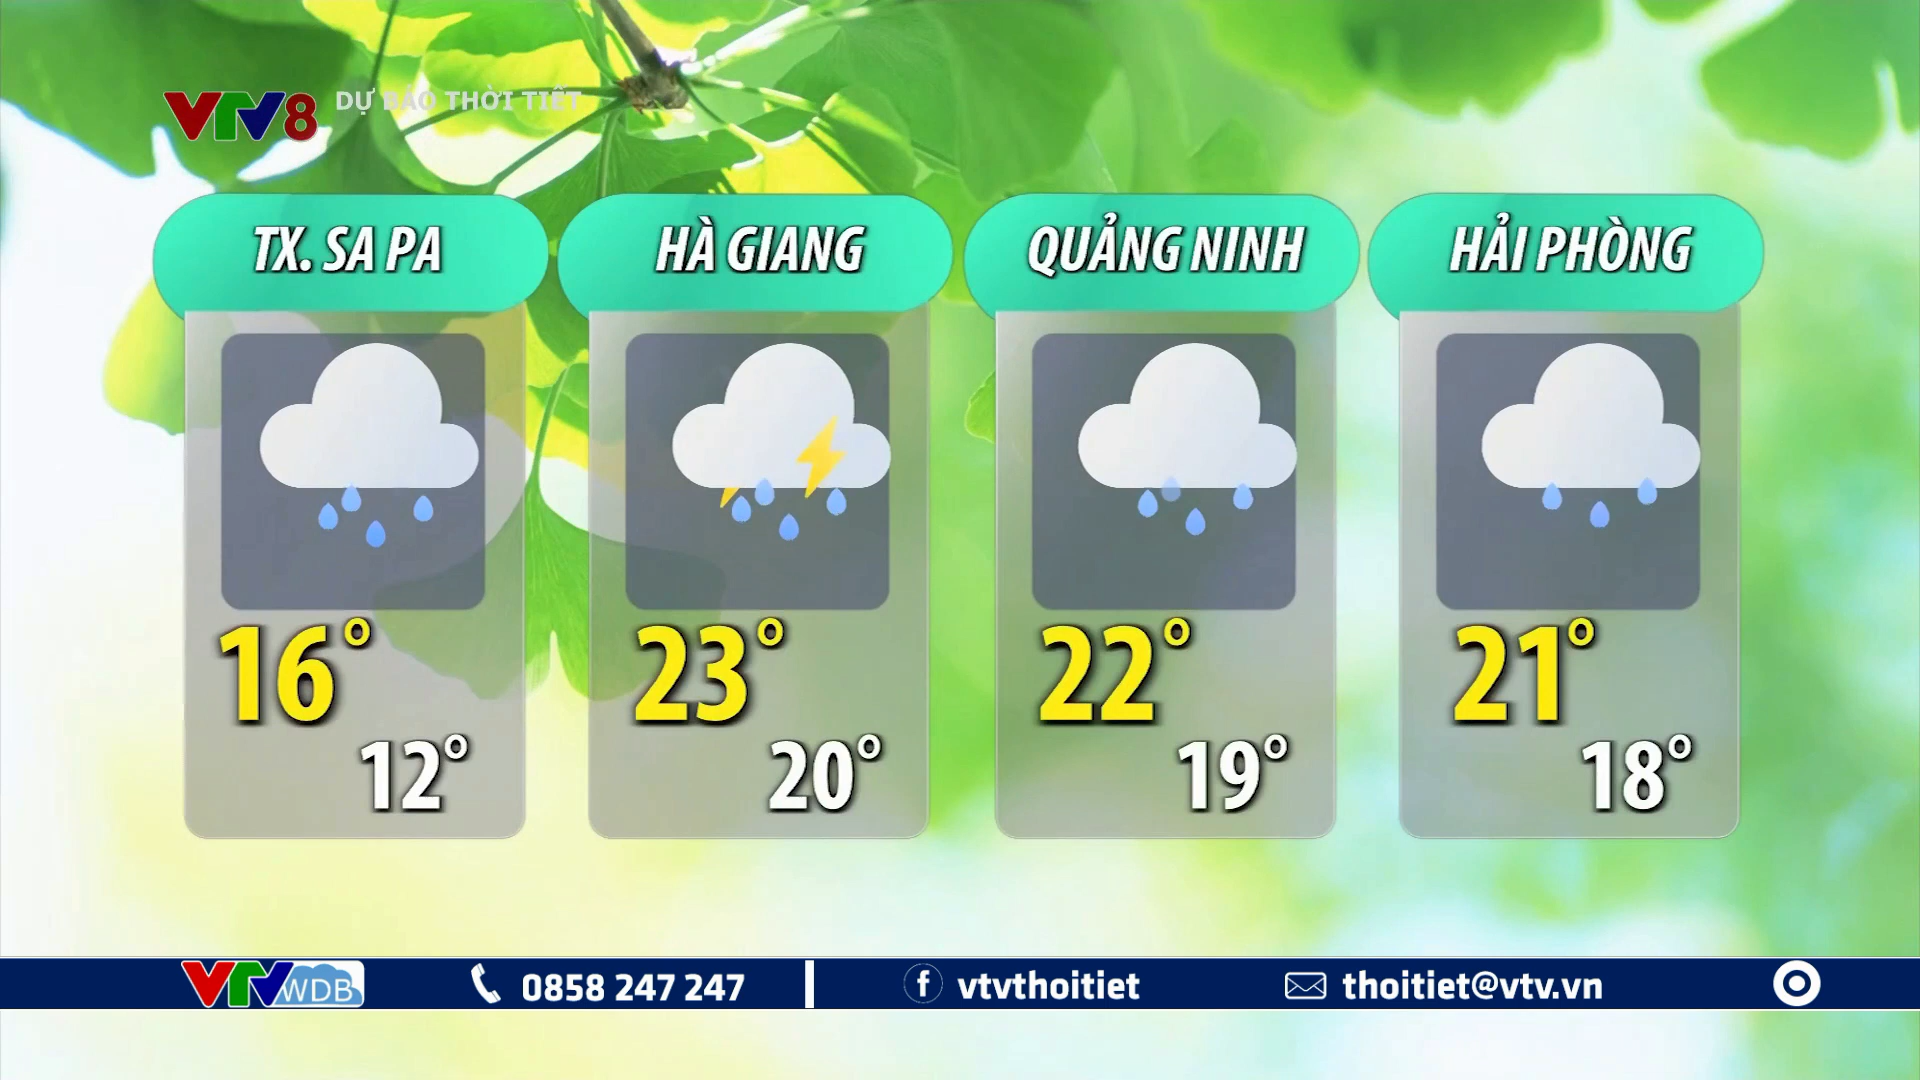 VTV8 DỰ BÁO THỜI TIẾT
TX. SA PA
HÀ GIANG
QUẢNG NINH
HẢI PHÒNG
16°
23°
22°
21°
12°
20°
19°
18°
VTV WDB 0858 247 247 vtvthoitiet thoitiet@vtv.vn